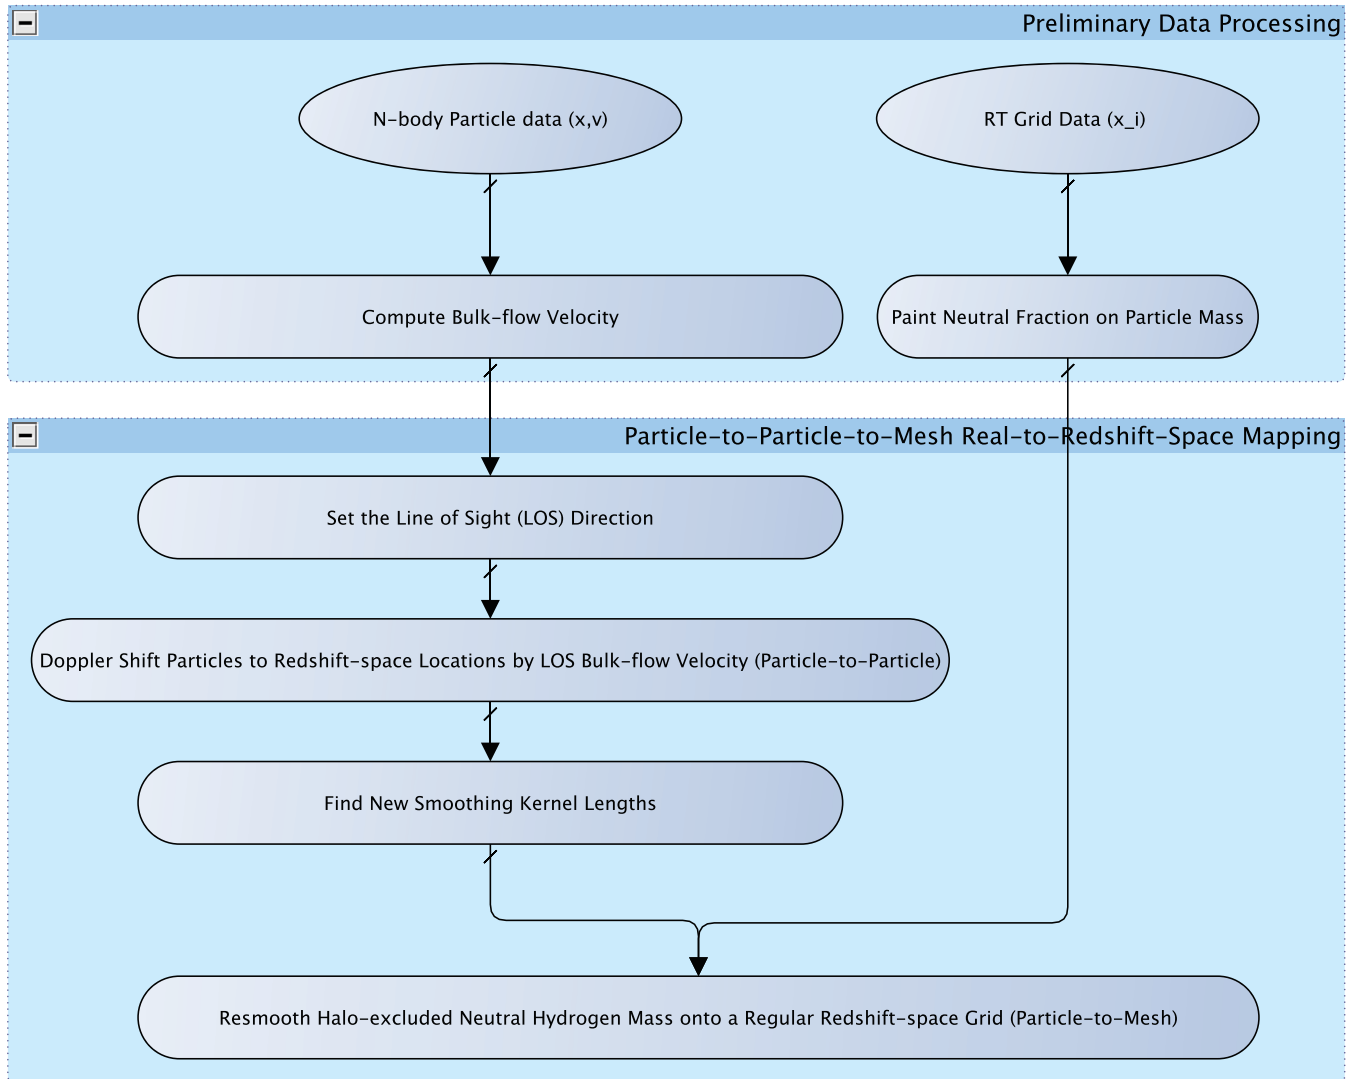 Preliminary Data Processing
N-body Particle data (x,v)
RT Grid Data (x_i)
Compute Bulk-flow Velocity
Paint Neutral Fraction on Particle Mass
Particle-to-Particle-to-Mesh Real-to-Redshift-Space Mapping
Set the Line of Sight (LOS) Direction
Doppler Shift Particles to Redshift-space Locations by LOS Bulk-flow Velocity (Particle-to-Particle)
Find New Smoothing Kernel Lengths
Resmooth Halo-excluded Neutral Hydrogen Mass onto a Regular Redshift-space Grid (Particle-to-Mesh)